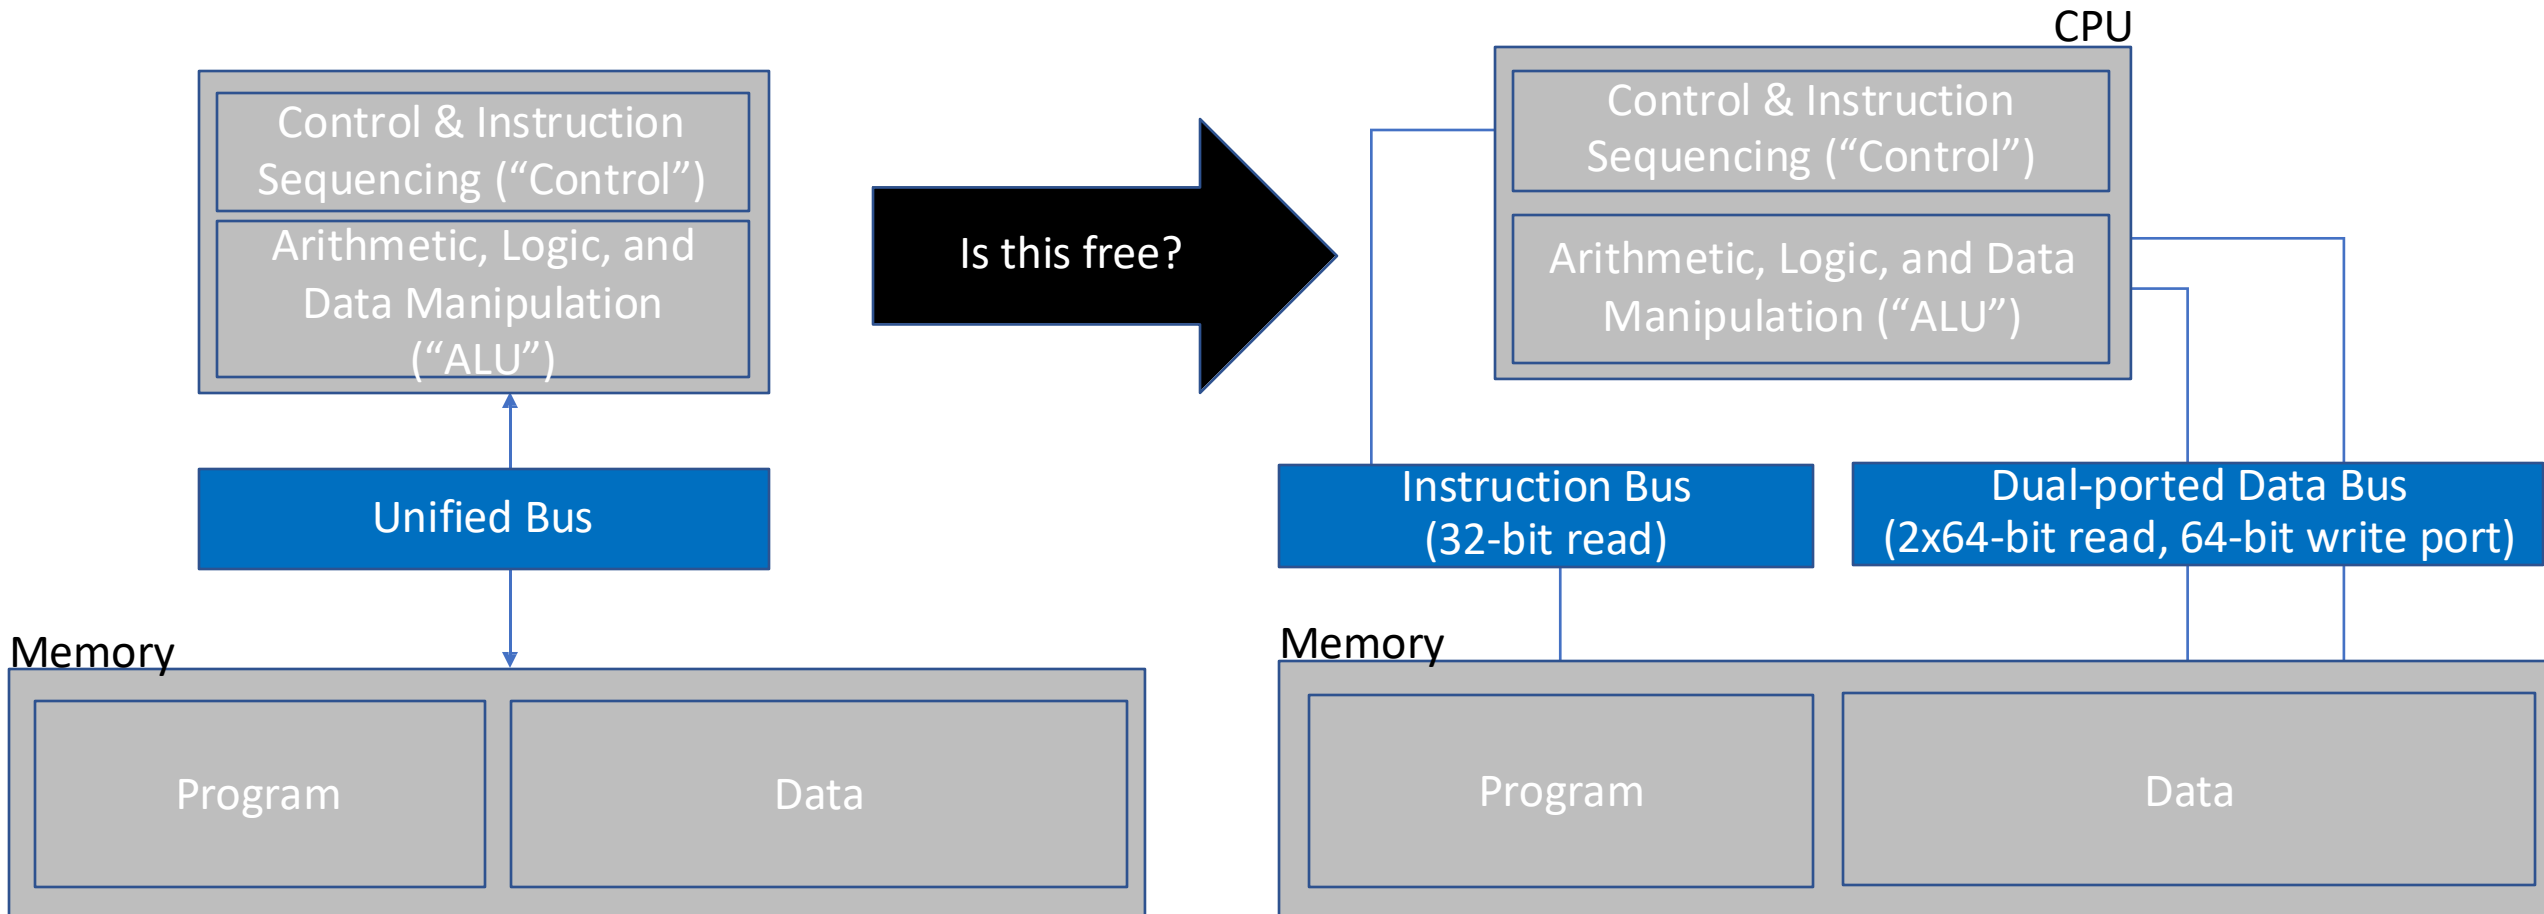 Control & Instruction
Sequencing (“Control”)
Arithmetic, Logic, and
Data Manipulation
(“ALU”)
Unified Bus
Memory
Program
Data
Is this free?
CPU
Control & Instruction
Sequencing (“Control”)
Arithmetic, Logic, and Data
Manipulation (“ALU”)
Instruction Bus
(32-bit read)
Dual-ported Data Bus
(2x64-bit read, 64-bit write port)
Memory
Program
Data